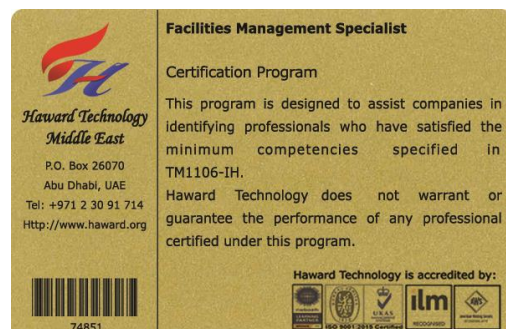 Haward Technology
Middle East
P.O. Box 26070
Abu Dhabi, UAE
Tel: +971 2 30 91 714
Http://www.haward.org
74851
Facilities Management Specialist
Certification Program
This program is designed to assist companies in
identifying professionals who have satisfied the
minimum competencies specified in
TM1106-IH.
Haward Technology does not warrant or
guarantee the performance of any professional
certified under this program.
Haward Technology is accredited by:
UKAS
ISO 9001:2015 Certified
ilm
RECOGNISED